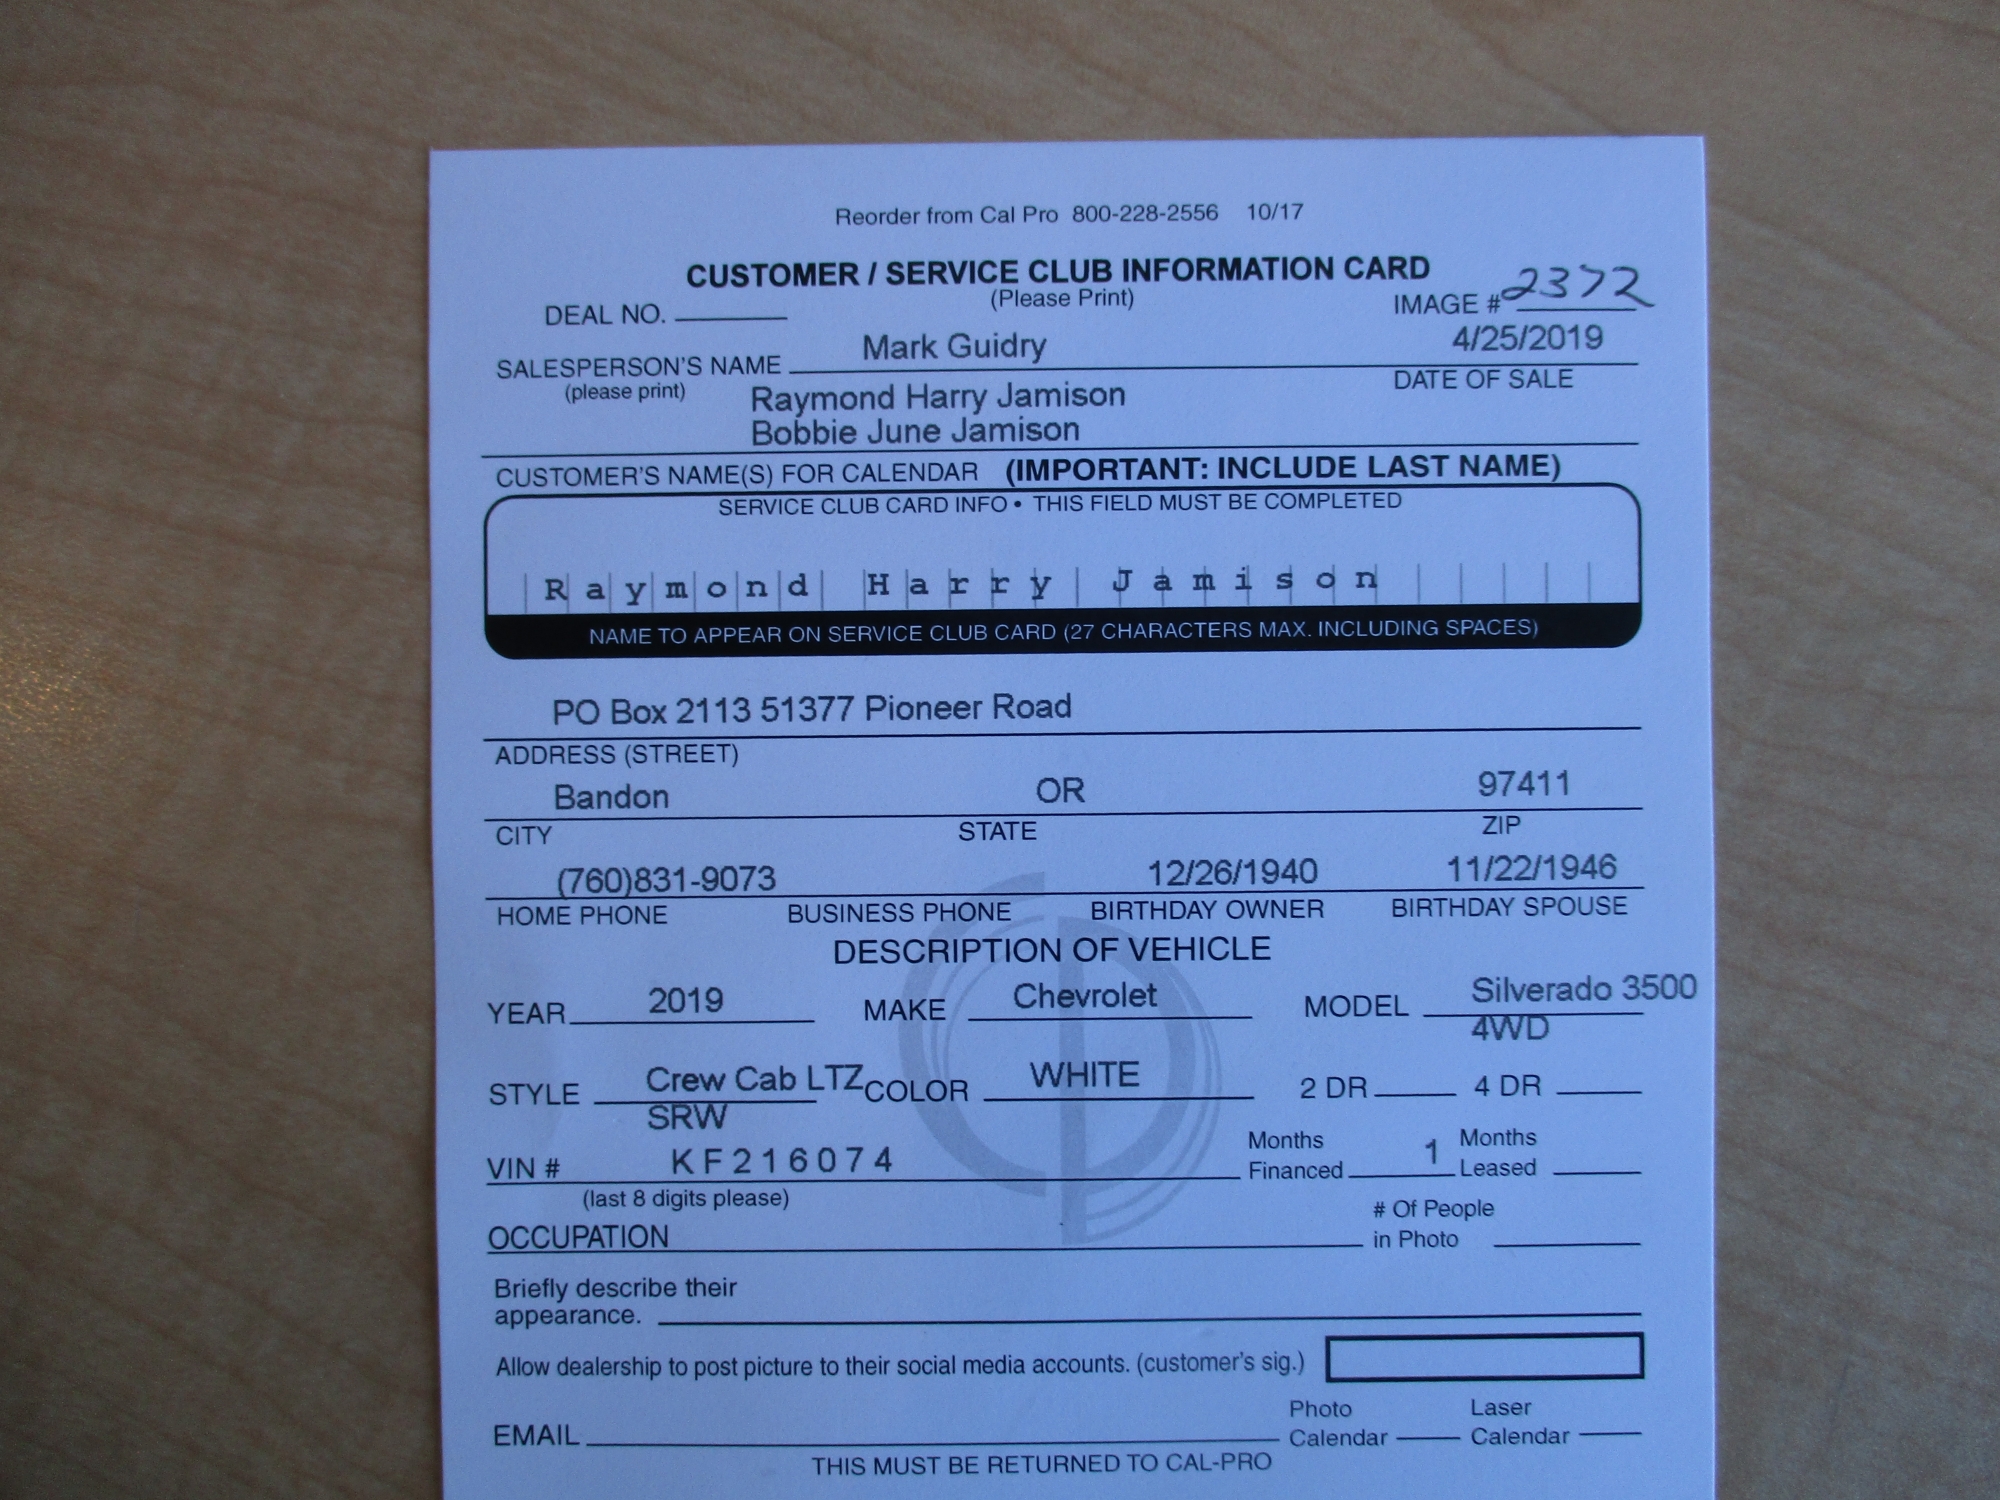 Reorder from Cal Pro 800-228-2556 10/17
CUSTOMER / SERVICE CLUB INFORMATION CARD
(Please Print)
DEAL NO.
IMAGE # 2372
SALESPERSON'S NAME Mark Guidry 4/25/2019
(please print) DATE OF SALE
Raymond Harry Jamison
Bobbie June Jamison
CUSTOMER'S NAME(S) FOR CALENDAR (IMPORTANT: INCLUDE LAST NAME)
SERVICE CLUB CARD INFO • THIS FIELD MUST BE COMPLETED
Raymond Harry Jamison
NAME TO APPEAR ON SERVICE CLUB CARD (27 CHARACTERS MAX. INCLUDING SPACES)
PO Box 2113 51377 Pioneer Road
ADDRESS (STREET)
Bandon OR 97411
CITY STATE ZIP
(760)831-9073 12/26/1940 11/22/1946
HOME PHONE BUSINESS PHONE BIRTHDAY OWNER BIRTHDAY SPOUSE
DESCRIPTION OF VEHICLE
YEAR 2019 MAKE Chevrolet MODEL Silverado 3500
4WD
STYLE Crew Cab LTZ COLOR WHITE 2 DR 4 DR
SRW
VIN # KF216074 Months Financed 1 Months Leased
(last 8 digits please)
OCCUPATION # Of People in Photo
Briefly describe their
appearance.
Allow dealership to post picture to their social media accounts. (customer's sig.)
EMAIL Photo Calendar Laser Calendar
THIS MUST BE RETURNED TO CAL-PRO